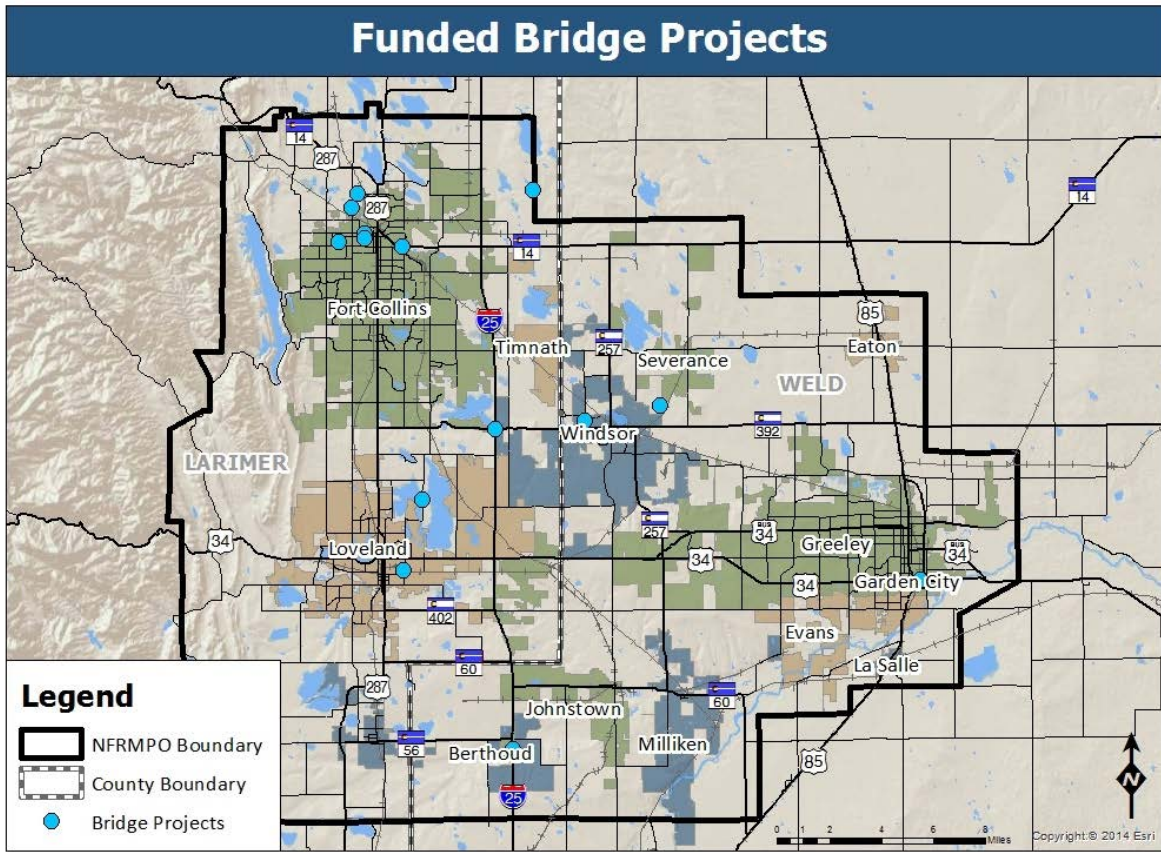 Funded Bridge Projects
14
287
287
14
14
Fort Collins
25
85
Timnath
257
Severance
Eaton
WELD
392
Windsor
LARIMER
257
34
BUS
34
Loveland
Greeley
BUS
34
34
34
Garden City
402
Evans
60
La Salle
287
60
Johnstown
56
Berthoud
Milliken
85
25
Legend
NFRMPO Boundary
County Boundary
Bridge Projects
N
0 1 2 4 6 8
Miles
Copyright:© 2014 Esri